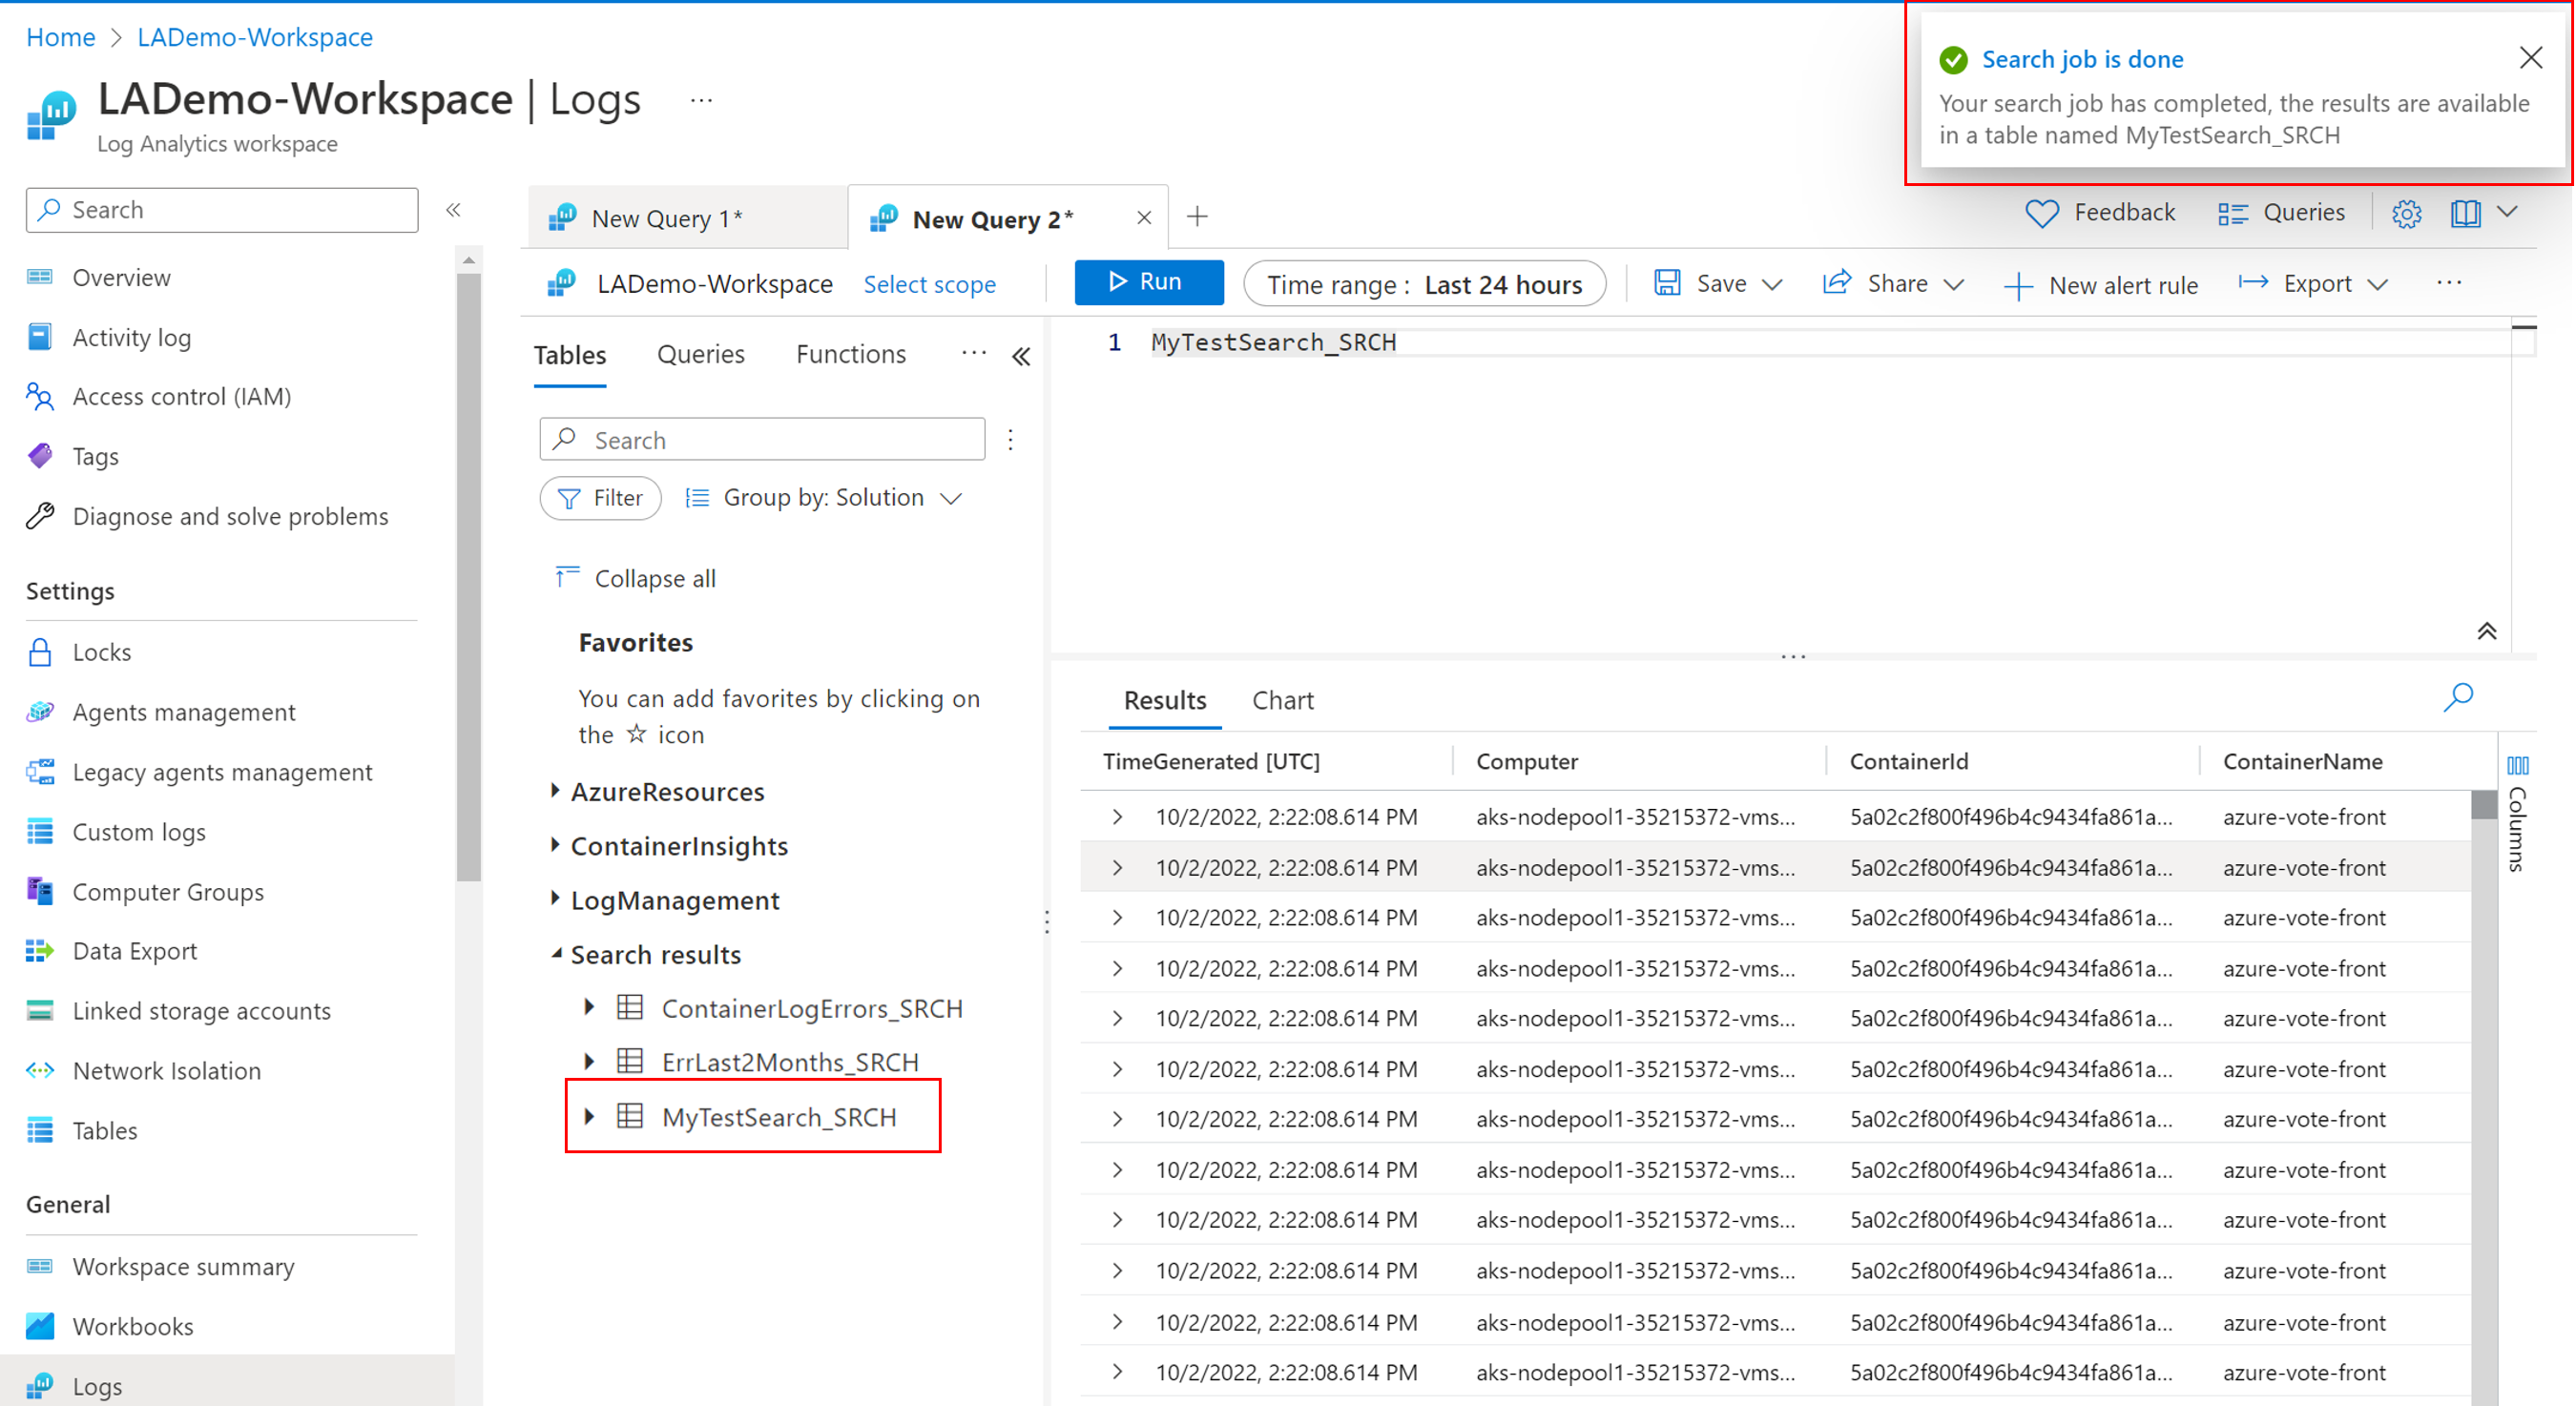 Home > LADemo-Workspace
LADemo-Workspace | Logs ...
Log Analytics workspace
Search job is done
Your search job has completed, the results are available
in a table named MyTestSearch_SRCH
Search
«
Overview
Activity log
Access control (IAM)
Tags
Diagnose and solve problems
Settings
Locks
Agents management
Legacy agents management
Custom logs
Computer Groups
Data Export
Linked storage accounts
Network Isolation
Tables
General
Workspace summary
Workbooks
Logs
New Query 1*
New Query 2*
Feedback
Queries
LADemo-Workspace
Select scope
Run
Time range : Last 24 hours
Save
Share
New alert rule
Export
...
Tables
Queries
Functions
...
«
Search
Filter
Group by: Solution
Collapse all
Favorites
You can add favorites by clicking on
the ☆ icon
AzureResources
ContainerInsights
LogManagement
Search results
ContainerLogErrors_SRCH
ErrLast2Months_SRCH
MyTestSearch_SRCH
1 MyTestSearch_SRCH
Results
Chart
TimeGenerated [UTC] Computer ContainerId ContainerName
10/2/2022, 2:22:08.614 PM aks-nodepool1-35215372-vms... 5a02c2f800f496b4c9434fa861a... azure-vote-front
10/2/2022, 2:22:08.614 PM aks-nodepool1-35215372-vms... 5a02c2f800f496b4c9434fa861a... azure-vote-front
10/2/2022, 2:22:08.614 PM aks-nodepool1-35215372-vms... 5a02c2f800f496b4c9434fa861a... azure-vote-front
10/2/2022, 2:22:08.614 PM aks-nodepool1-35215372-vms... 5a02c2f800f496b4c9434fa861a... azure-vote-front
10/2/2022, 2:22:08.614 PM aks-nodepool1-35215372-vms... 5a02c2f800f496b4c9434fa861a... azure-vote-front
10/2/2022, 2:22:08.614 PM aks-nodepool1-35215372-vms... 5a02c2f800f496b4c9434fa861a... azure-vote-front
10/2/2022, 2:22:08.614 PM aks-nodepool1-35215372-vms... 5a02c2f800f496b4c9434fa861a... azure-vote-front
10/2/2022, 2:22:08.614 PM aks-nodepool1-35215372-vms... 5a02c2f800f496b4c9434fa861a... azure-vote-front
10/2/2022, 2:22:08.614 PM aks-nodepool1-35215372-vms... 5a02c2f800f496b4c9434fa861a... azure-vote-front
10/2/2022, 2:22:08.614 PM aks-nodepool1-35215372-vms... 5a02c2f800f496b4c9434fa861a... azure-vote-front
10/2/2022, 2:22:08.614 PM aks-nodepool1-35215372-vms... 5a02c2f800f496b4c9434fa861a... azure-vote-front
10/2/2022, 2:22:08.614 PM aks-nodepool1-35215372-vms... 5a02c2f800f496b4c9434fa861a... azure-vote-front
Columns